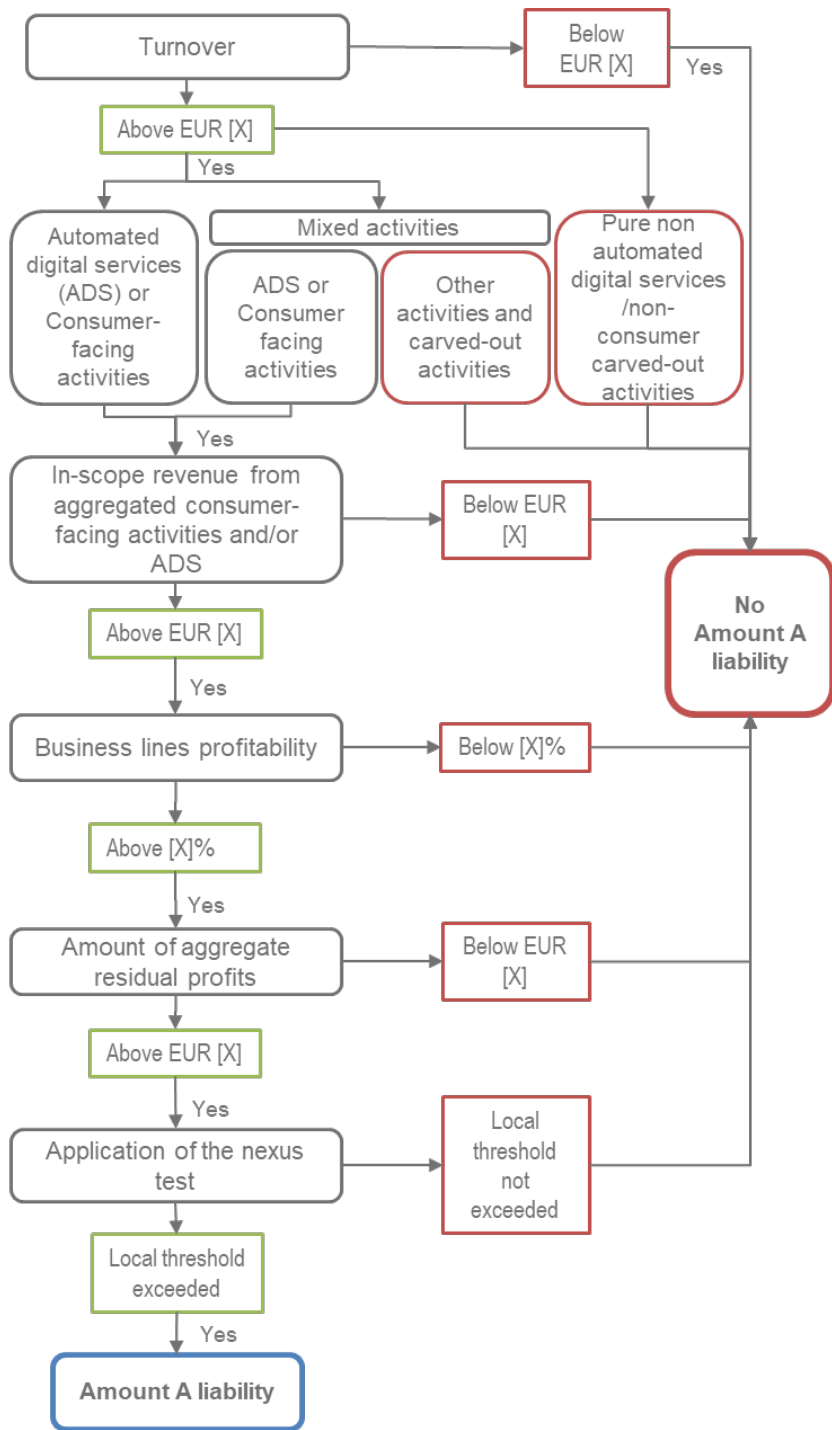 Turnover
Below
EUR [X]
Yes
Above EUR [X]
Yes
Automated
digital services
(ADS) or
Consumer-
facing
activities
Mixed activities
ADS or
Consumer
facing
activities
Other
activities and
carved-out
activities
Pure non
automated
digital services
/non-
consumer
carved-out
activities
Yes
In-scope revenue from
aggregated consumer-
facing activities and/or
ADS
Below EUR
[X]
No
Amount A
liability
Above EUR [X]
Yes
Business lines profitability
Below [X]%
Above [X]%
Yes
Amount of aggregate
residual profits
Below EUR
[X]
Above EUR [X]
Yes
Application of the nexus
test
Local
threshold
not
exceeded
Local threshold
exceeded
Yes
Amount A liability